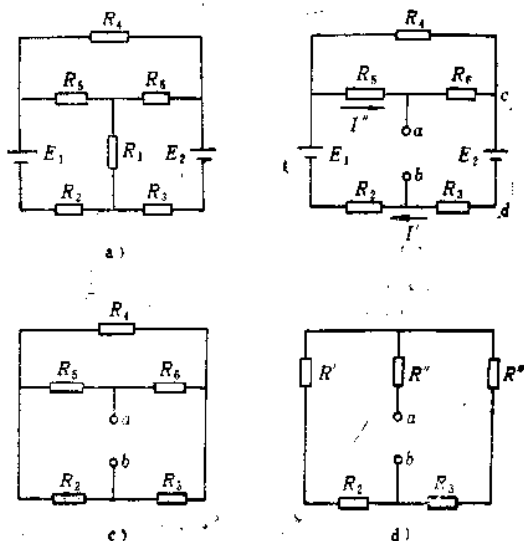 R₄
R₅ R₆
E₁ R₁ E₂
R₂ R₃
a)
R₄
R₅ R₆ c
I″ a
E₁ E₂
b
R₂ R₃ d
I′
R₄
R₅ R₆
a
b
R₂ R₃
c)
R′ R″ R‴
a
b
R₂ R₃
d)